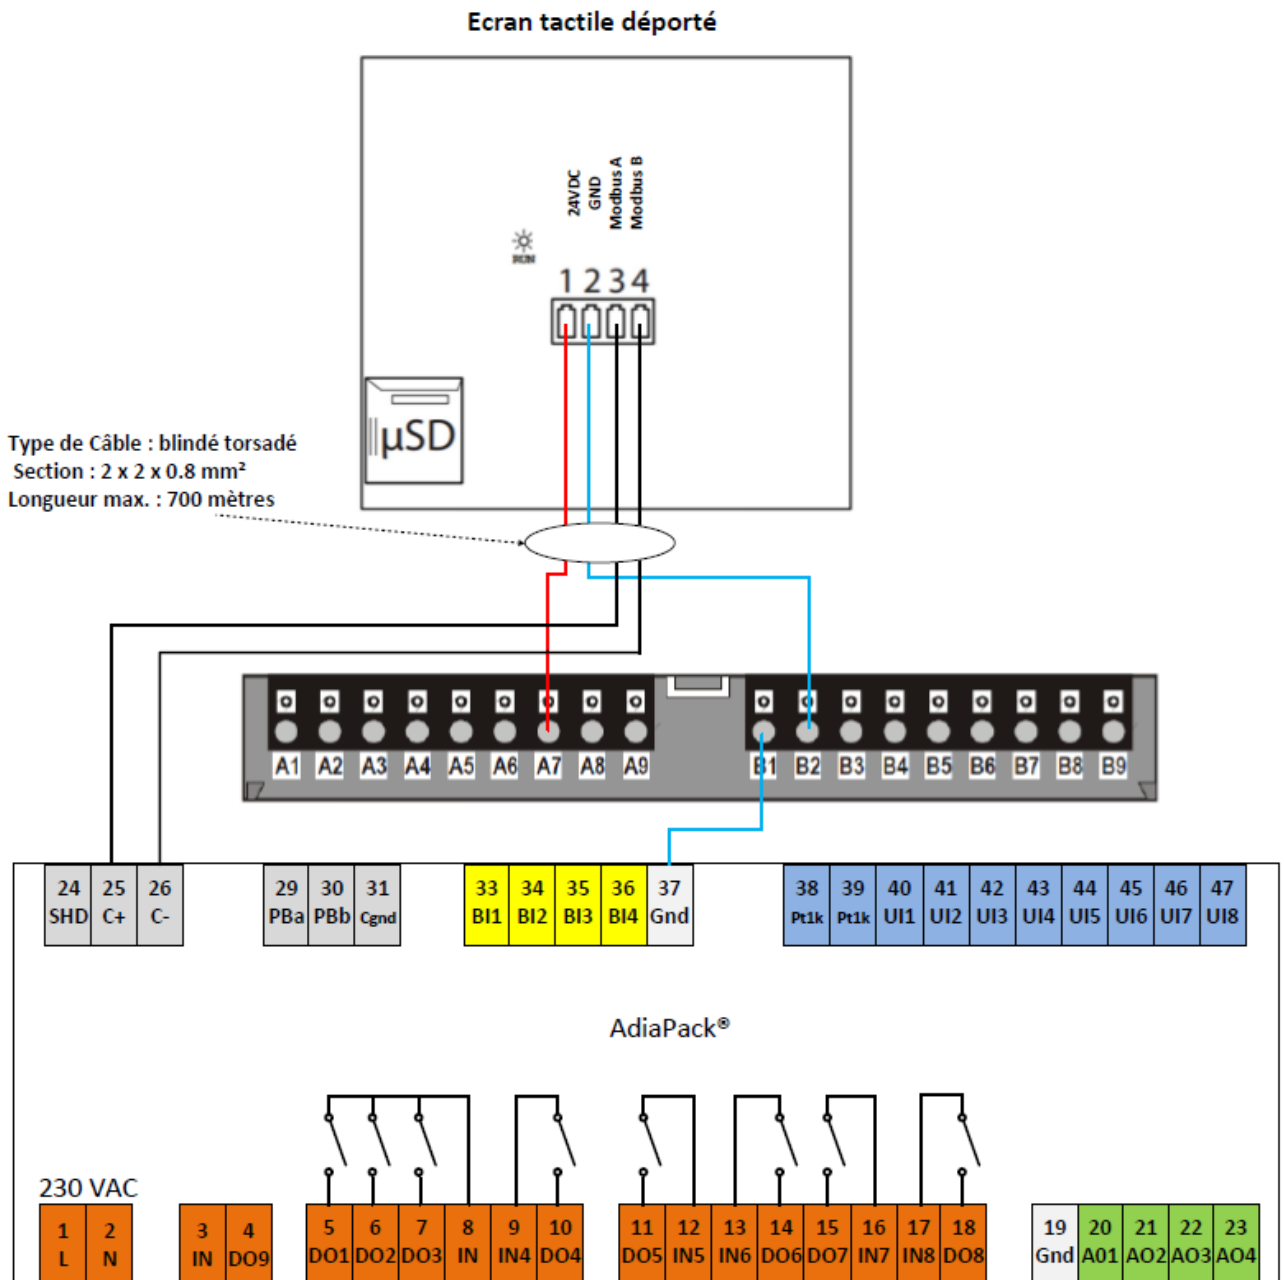 Ecran tactile déporté
24VDC
GND
Modbus A
Modbus B
RUN
1 2 3 4
µSD
Type de Câble : blindé torsadé
Section : 2 x 2 x 0.8 mm²
Longueur max. : 700 mètres
A1 A2 A3 A4 A5 A6 A7 A8 A9 B1 B2 B3 B4 B5 B6 B7 B8 B9
24 25 26 29 30 31 33 34 35 36 37 38 39 40 41 42 43 44 45 46 47
SHD C+ C- PBa PBb Cgnd BI1 BI2 BI3 BI4 Gnd Pt1k Pt1k UI1 UI2 UI3 UI4 UI5 UI6 UI7 UI8
AdiaPack®
230 VAC
1 2 3 4 5 6 7 8 9 10 11 12 13 14 15 16 17 18 19 20 21 22 23
L N IN DO9 DO1 DO2 DO3 IN IN4 DO4 DO5 IN5 IN6 DO6 DO7 IN7 IN8 DO8 Gnd A01 AO2 AO3 AO4